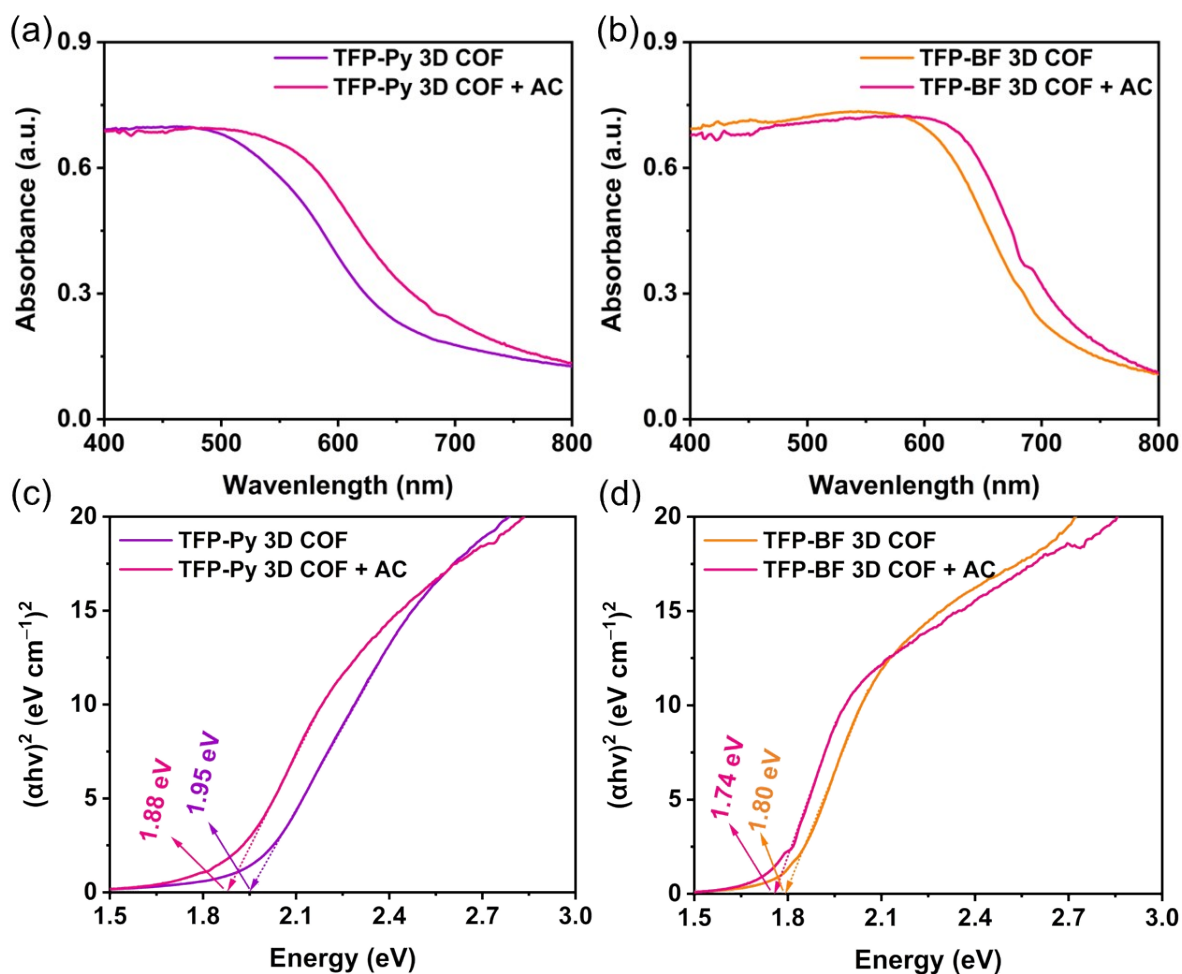 (a)
0.9
0.6
0.3
0.0
Absorbance (a.u.)
TFP-Py 3D COF
TFP-Py 3D COF + AC
400 500 600 700 800
Wavenlength (nm)
(b)
0.9
0.6
0.3
0.0
Absorbance (a.u.)
TFP-BF 3D COF
TFP-BF 3D COF + AC
400 500 600 700 800
Wavenlength (nm)
(c)
20
15
10
5
0
(αhv)² (eV cm⁻¹)²
TFP-Py 3D COF
TFP-Py 3D COF + AC
1.88 eV
1.95 eV
1.5 1.8 2.1 2.4 2.7 3.0
Energy (eV)
(d)
20
15
10
5
0
(αhv)² (eV cm⁻¹)²
TFP-BF 3D COF
TFP-BF 3D COF + AC
1.74 eV
1.80 eV
1.5 1.8 2.1 2.4 2.7 3.0
Energy (eV)